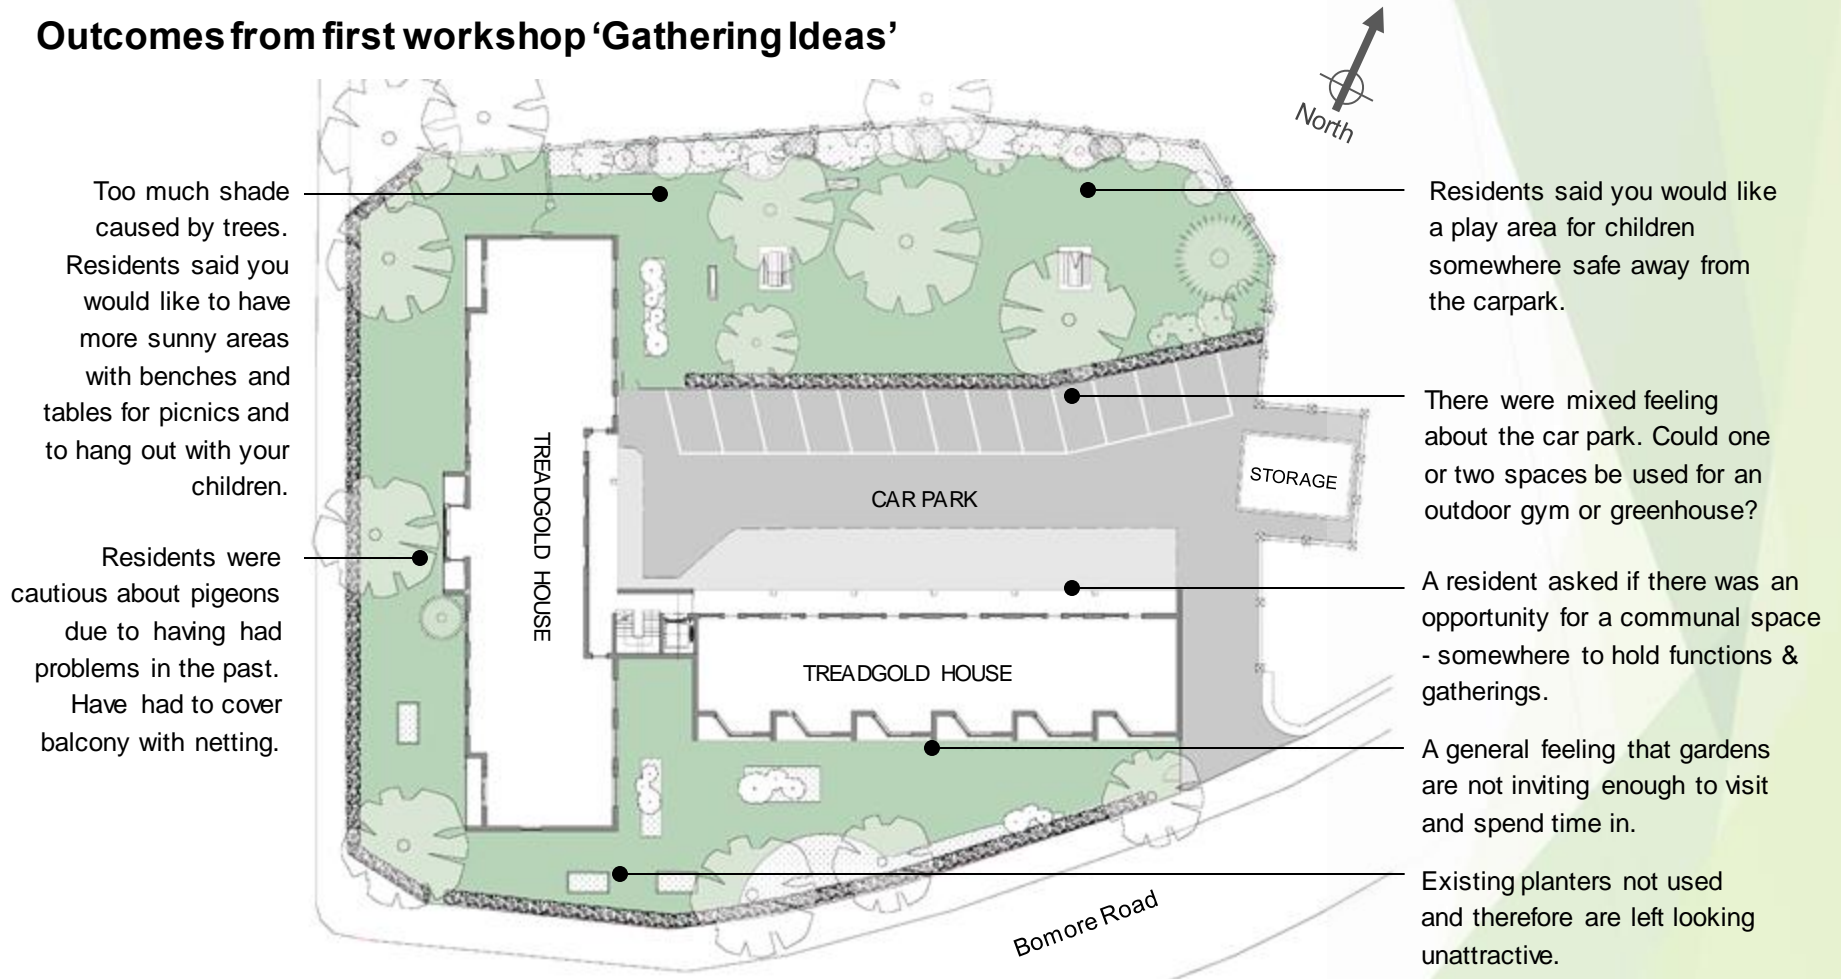 Outcomes from first workshop ‘Gathering Ideas’
North
Too much shade
caused by trees.
Residents said you
would like to have
more sunny areas
with benches and
tables for picnics and
to hang out with your
children.
Residents were
cautious about pigeons
due to having had
problems in the past.
Have had to cover
balcony with netting.
TREADGOLD HOUSE
CAR PARK
STORAGE
TREADGOLD HOUSE
Bomore Road
Residents said you would like
a play area for children
somewhere safe away from
the carpark.
There were mixed feeling
about the car park. Could one
or two spaces be used for an
outdoor gym or greenhouse?
A resident asked if there was an
opportunity for a communal space
- somewhere to hold functions &
gatherings.
A general feeling that gardens
are not inviting enough to visit
and spend time in.
Existing planters not used
and therefore are left looking
unattractive.